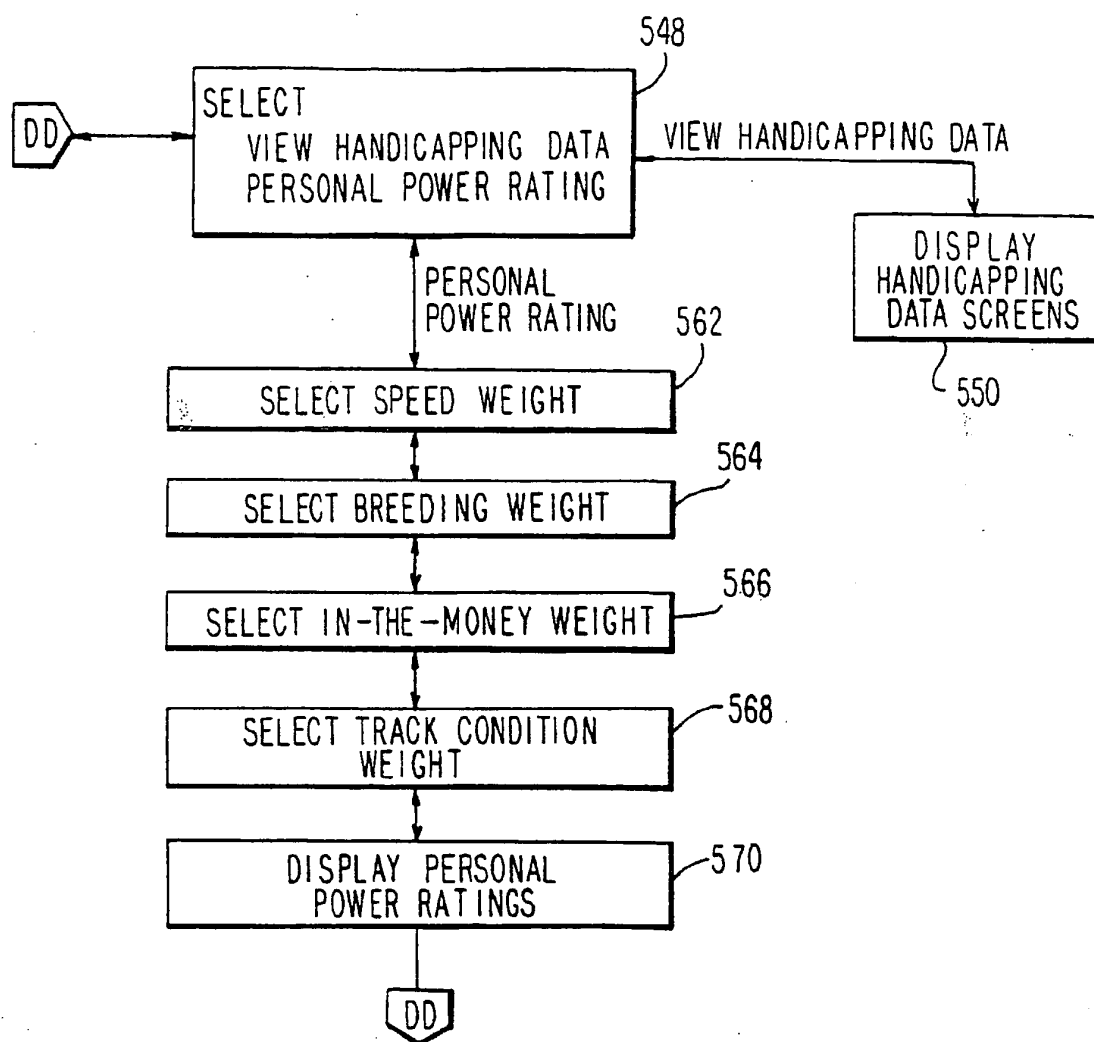 548
DD
SELECT
VIEW HANDICAPPING DATA
PERSONAL POWER RATING
VIEW HANDICAPPING DATA
DISPLAY
HANDICAPPING
DATA SCREENS
550
PERSONAL
POWER RATING
562
SELECT SPEED WEIGHT
564
SELECT BREEDING WEIGHT
566
SELECT IN-THE-MONEY WEIGHT
568
SELECT TRACK CONDITION
WEIGHT
570
DISPLAY PERSONAL
POWER RATINGS
DD